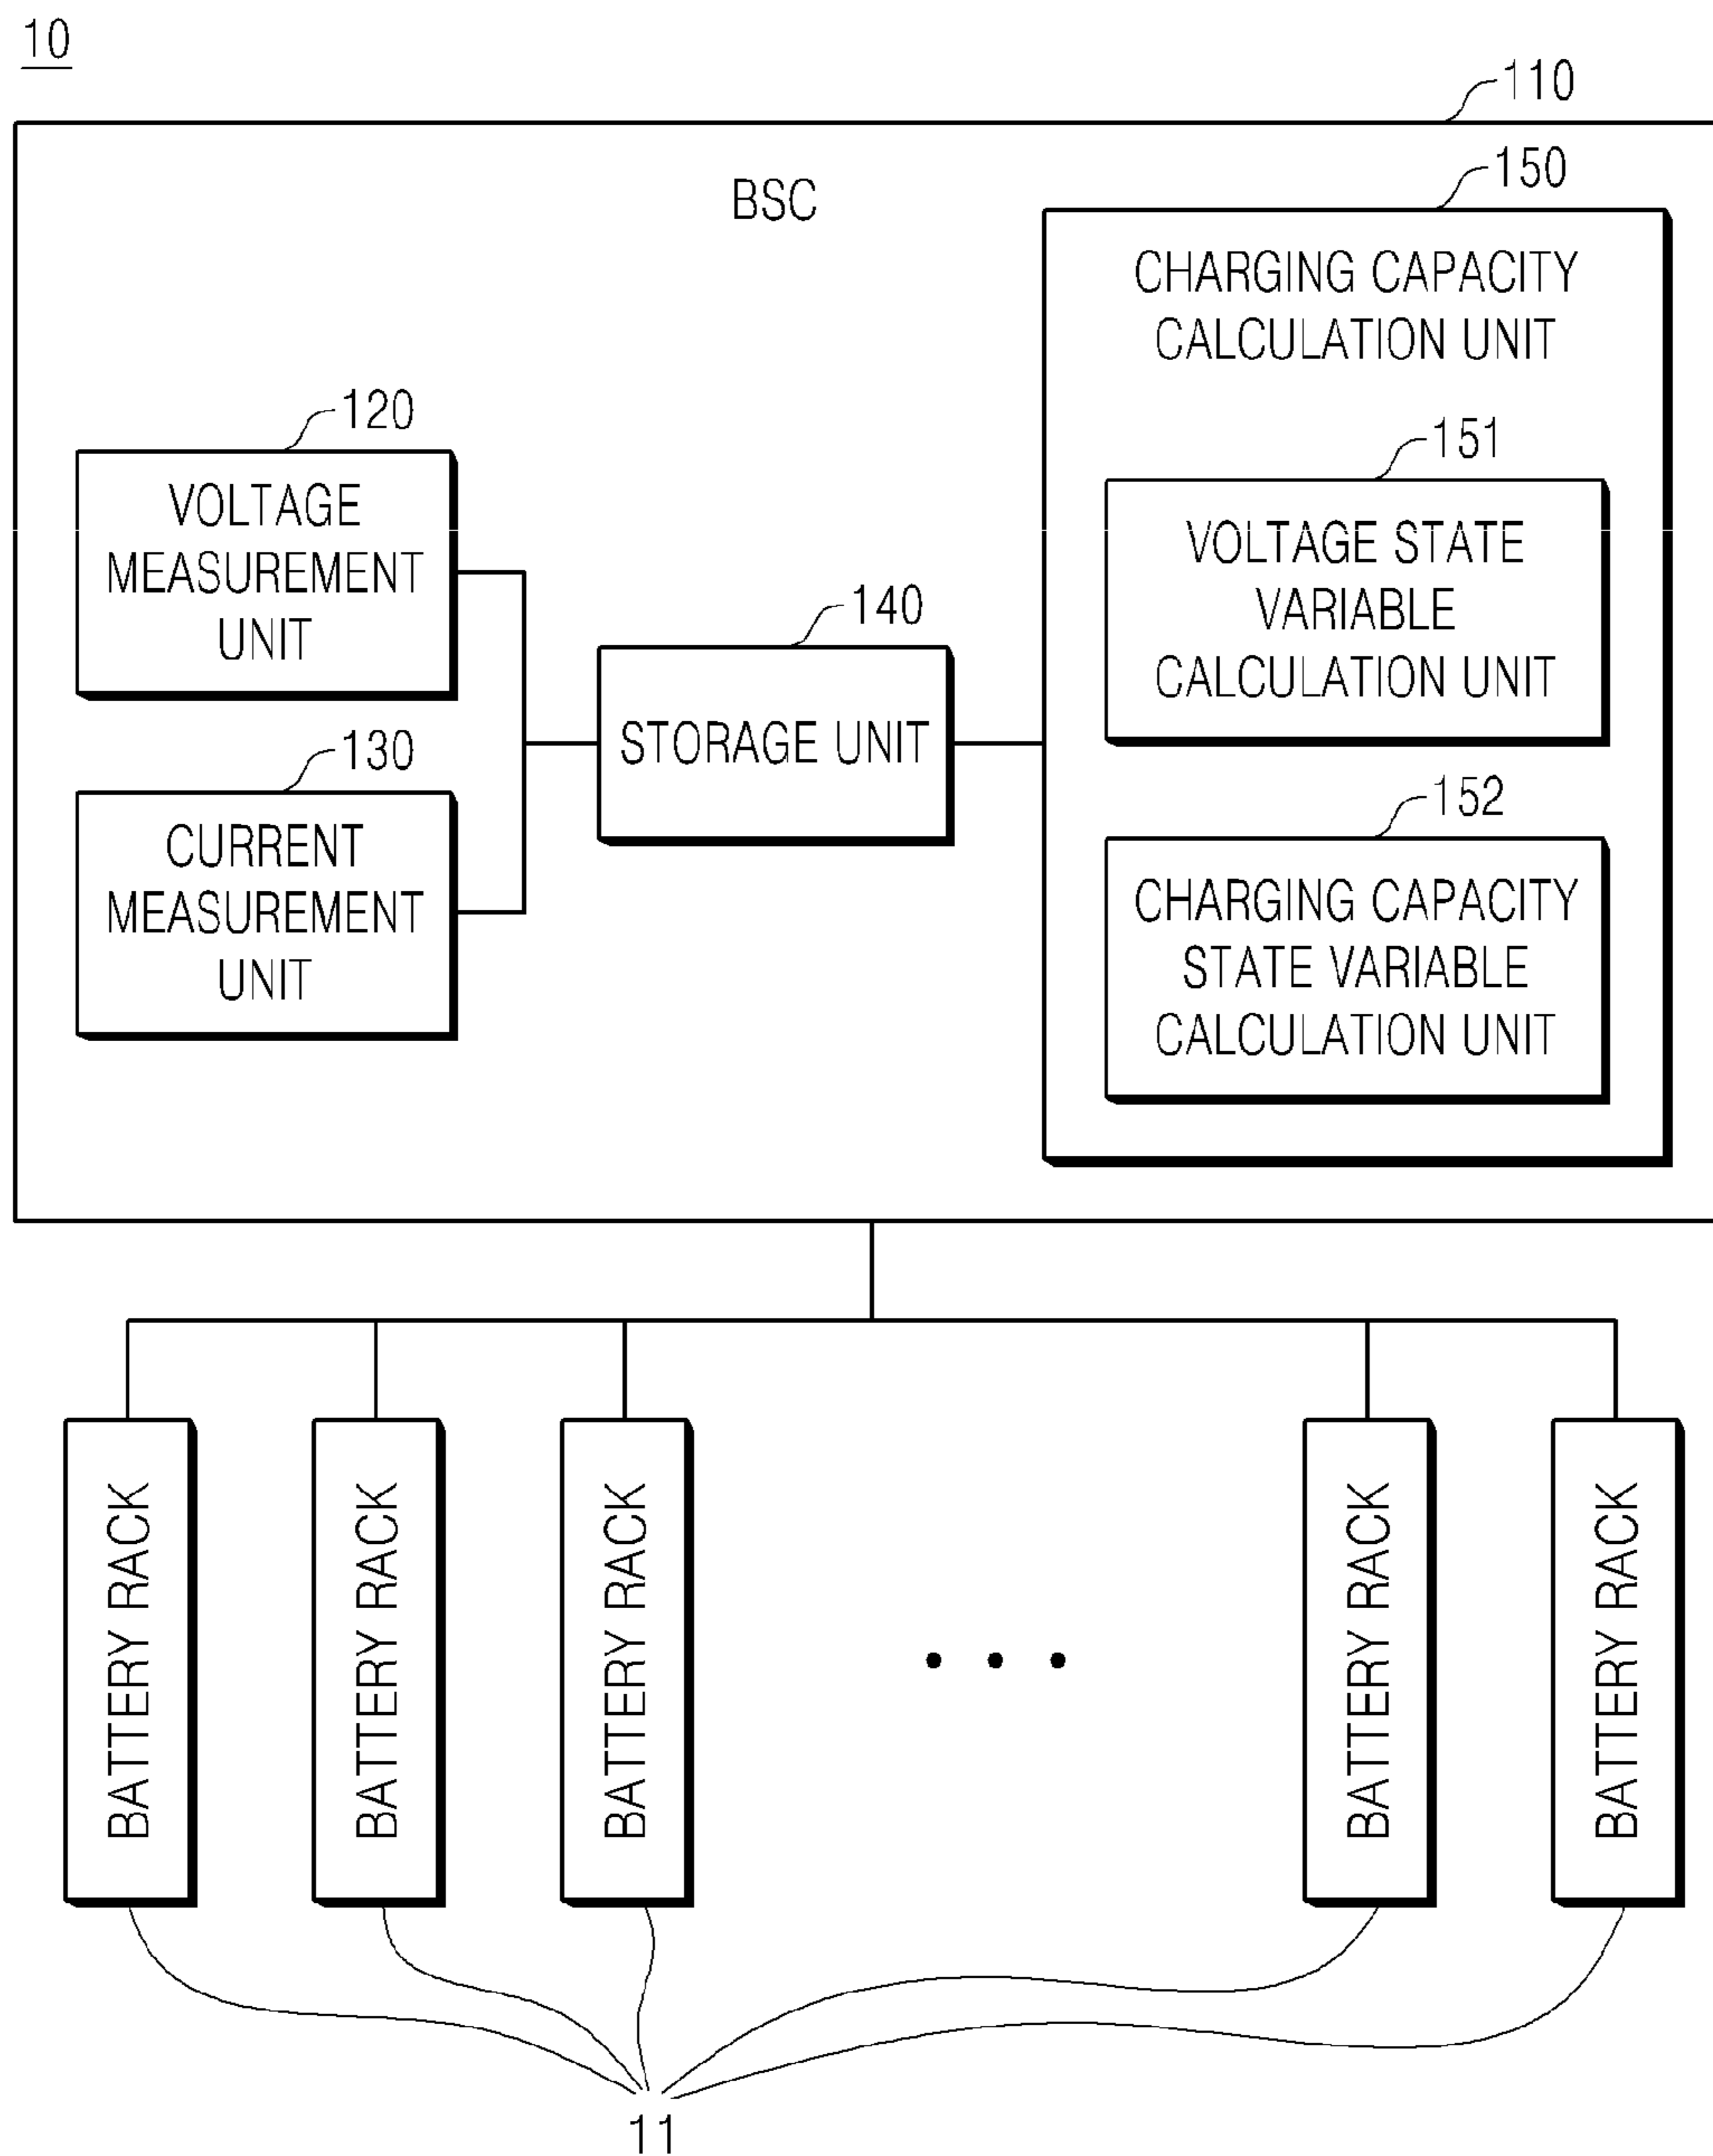 10
110
BSC
150
CHARGING CAPACITY
CALCULATION UNIT
120
VOLTAGE
MEASUREMENT
UNIT
151
VOLTAGE STATE
VARIABLE
CALCULATION UNIT
140
STORAGE UNIT
130
CURRENT
MEASUREMENT
UNIT
152
CHARGING CAPACITY
STATE VARIABLE
CALCULATION UNIT
BATTERY RACK
BATTERY RACK
BATTERY RACK
• • •
BATTERY RACK
BATTERY RACK
11